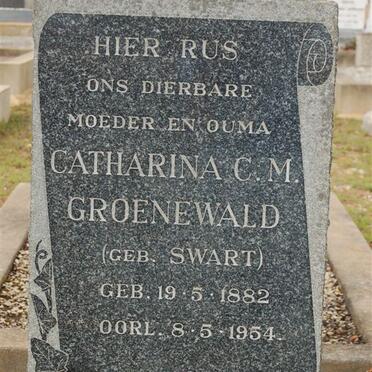 HIER RUS
ONS DIERBARE
MOEDER EN OUMA
CATHARINA C. M.
GROENEWALD
(GEB. SWART)
GEB. 19·5·1882
OORL. 8·5·1954.